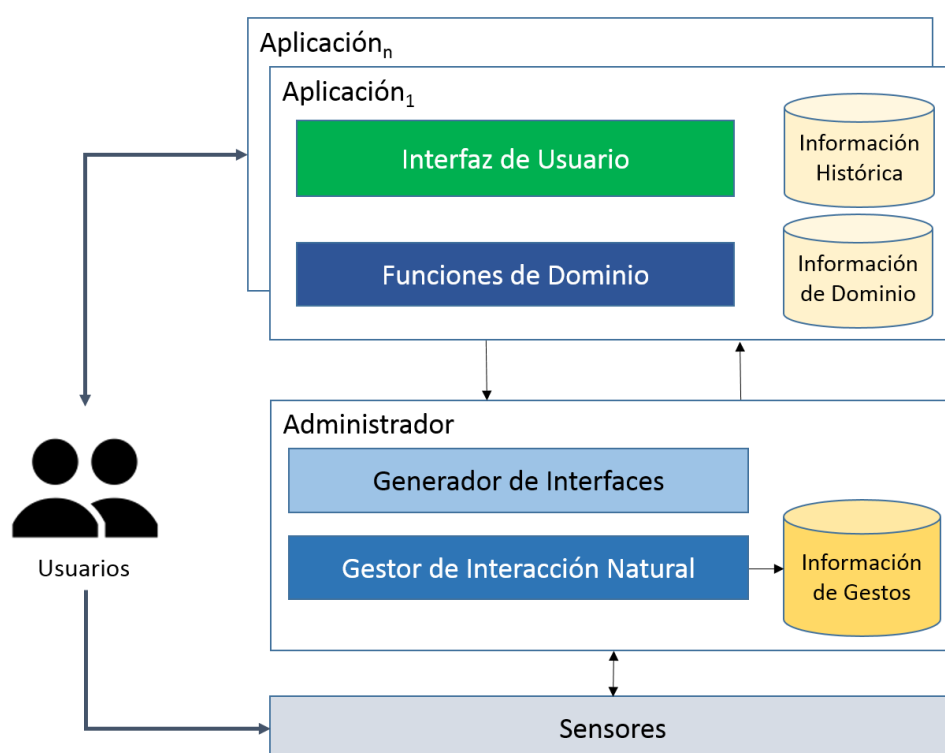 Aplicaciónn
Aplicación1
Interfaz de Usuario
Información
Histórica
Funciones de Dominio
Información
de Dominio
Administrador
Generador de Interfaces
Gestor de Interacción Natural
Información
de Gestos
Usuarios
Sensores